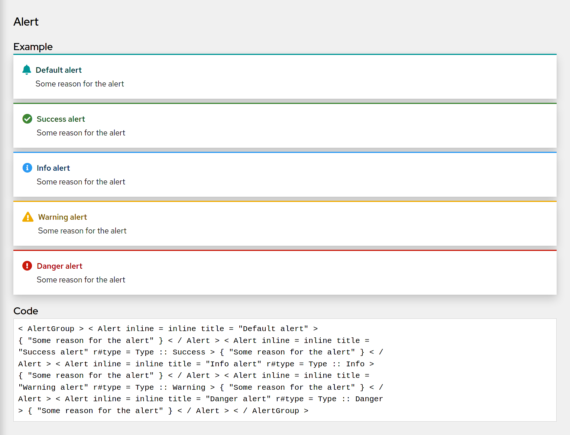 Alert
Example
Default alert
Some reason for the alert
Success alert
Some reason for the alert
Info alert
Some reason for the alert
Warning alert
Some reason for the alert
Danger alert
Some reason for the alert
Code
< AlertGroup > < Alert inline = inline title = "Default alert" >
{ "Some reason for the alert" } < / Alert > < Alert inline = inline title =
"Success alert" r#type = Type :: Success > { "Some reason for the alert" } < /
Alert > < Alert inline = inline title = "Info alert" r#type = Type :: Info >
{ "Some reason for the alert" } < / Alert > < Alert inline = inline title =
"Warning alert" r#type = Type :: Warning > { "Some reason for the alert" } < /
Alert > < Alert inline = inline title = "Danger alert" r#type = Type :: Danger
> { "Some reason for the alert" } < / Alert > < / AlertGroup >